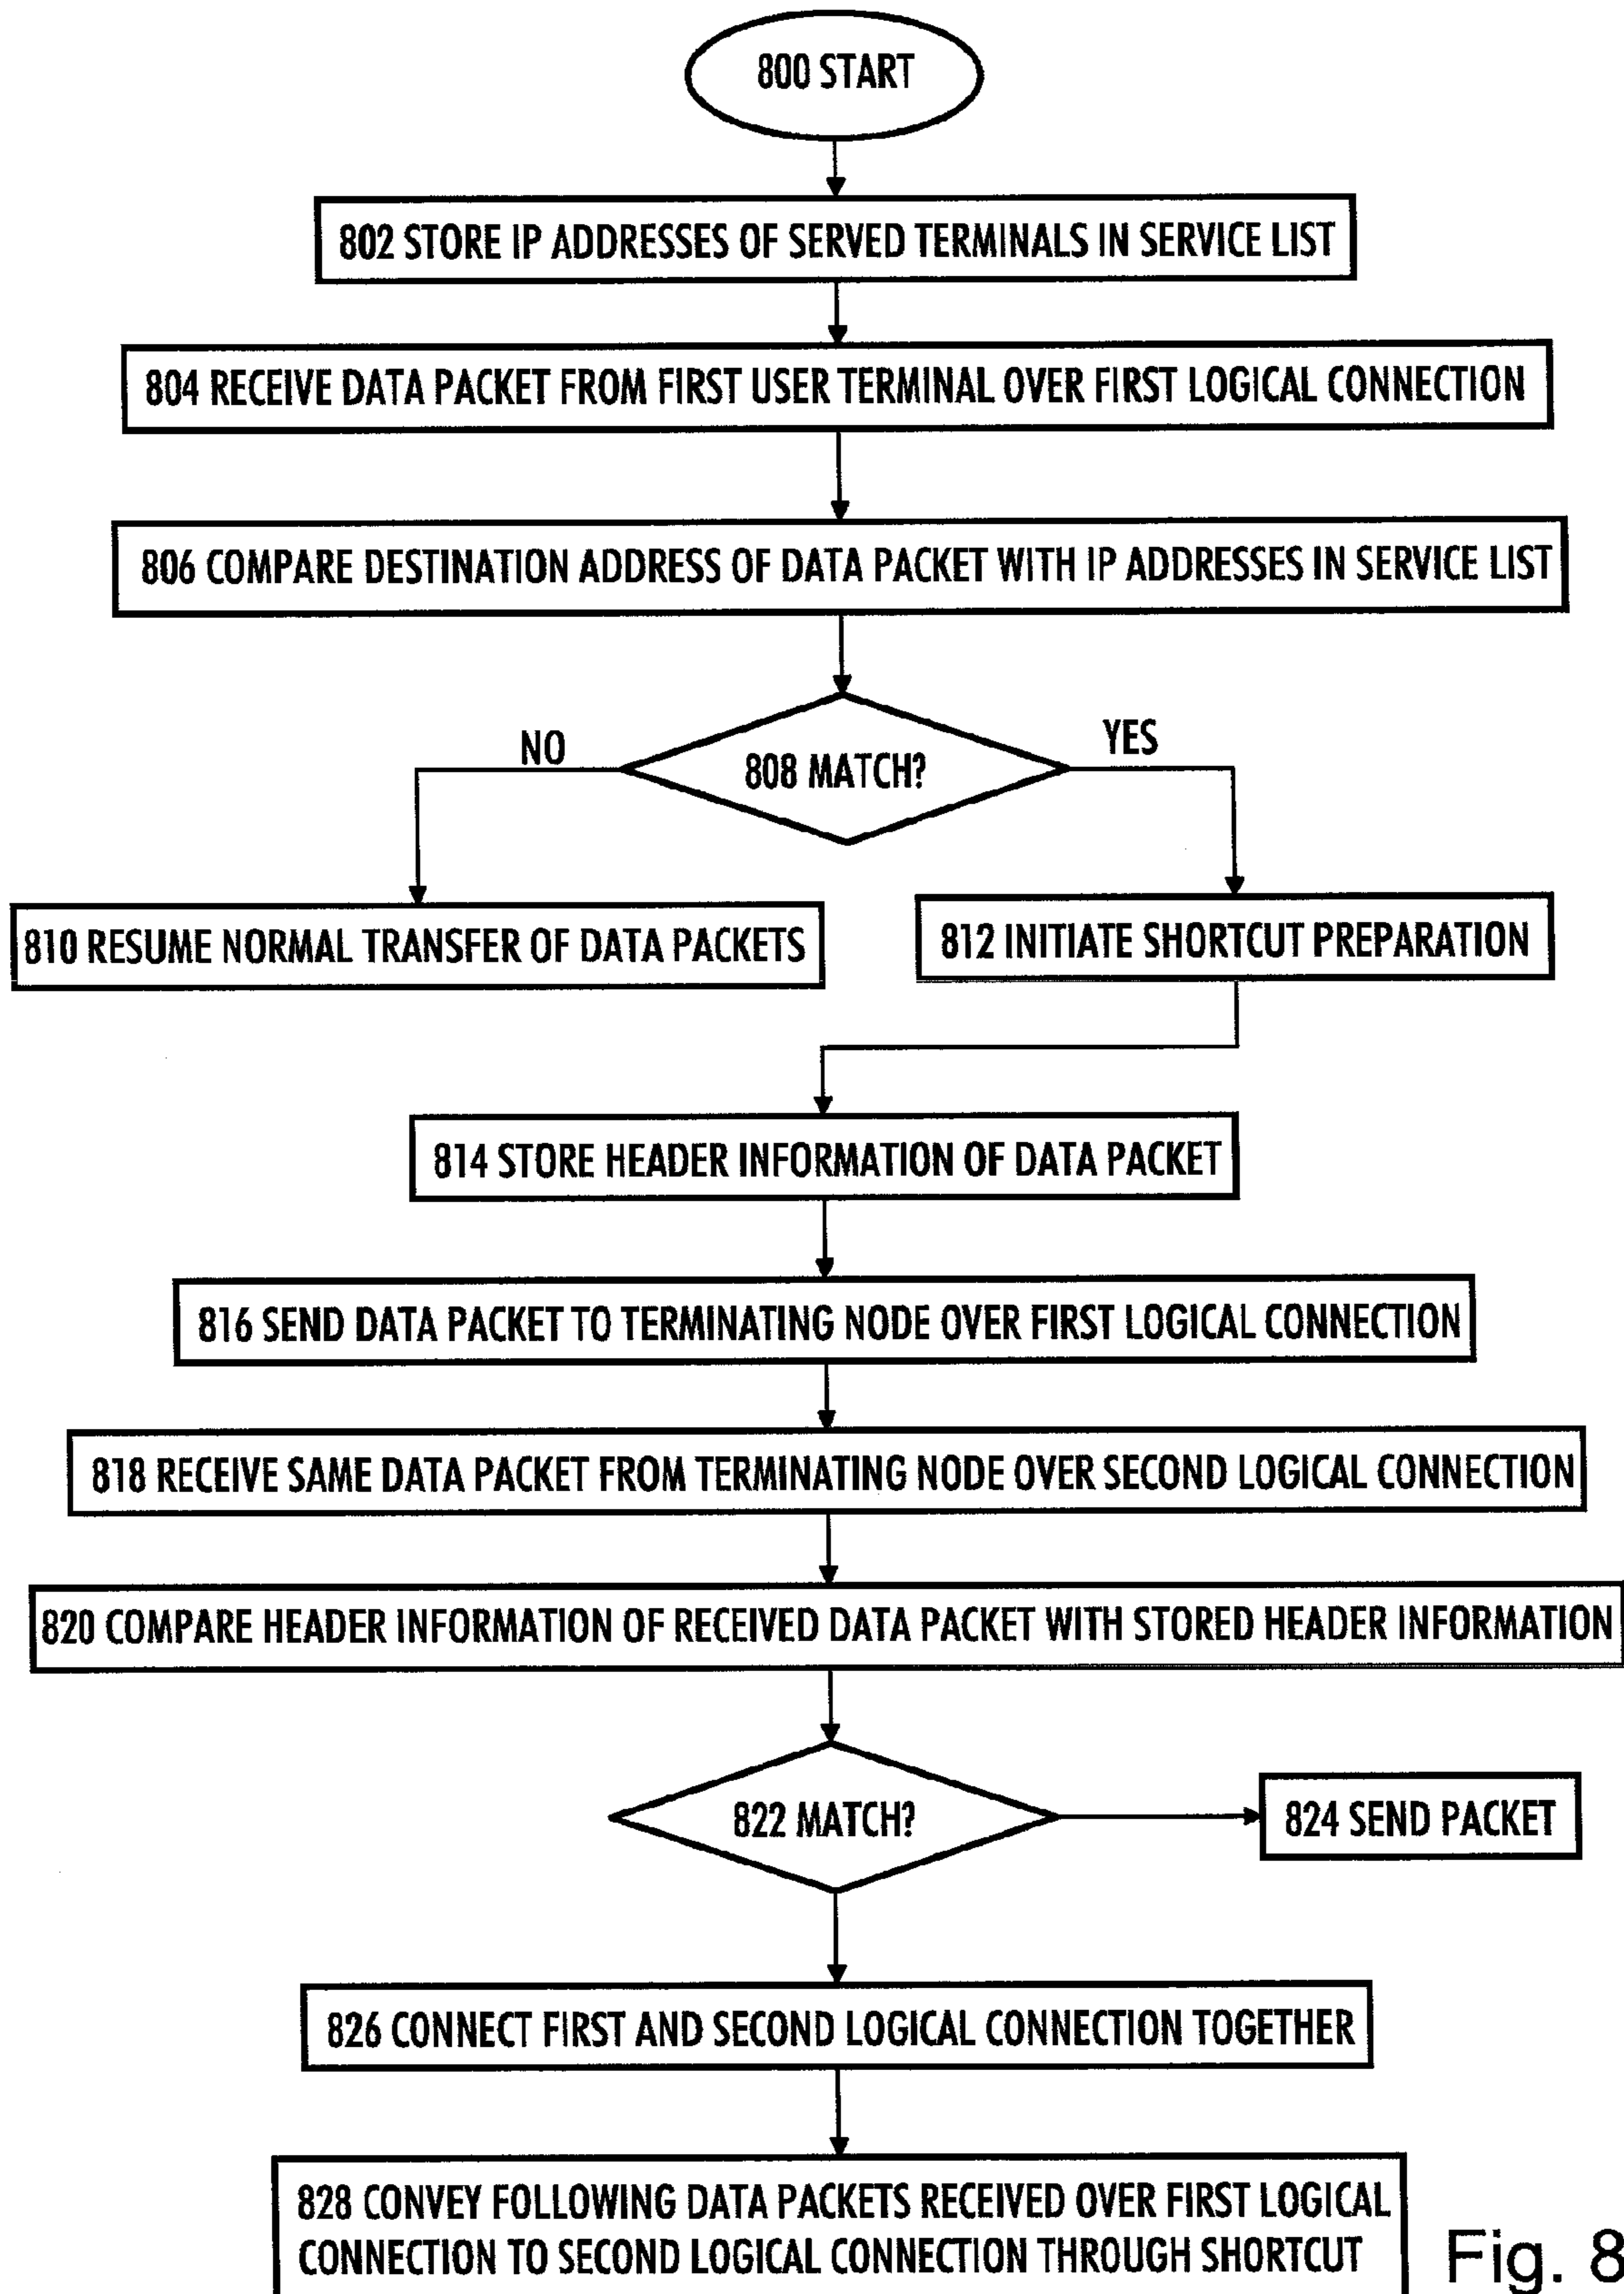 800 START
802 STORE IP ADDRESSES OF SERVED TERMINALS IN SERVICE LIST
804 RECEIVE DATA PACKET FROM FIRST USER TERMINAL OVER FIRST LOGICAL CONNECTION
806 COMPARE DESTINATION ADDRESS OF DATA PACKET WITH IP ADDRESSES IN SERVICE LIST
NO
808 MATCH?
YES
810 RESUME NORMAL TRANSFER OF DATA PACKETS
812 INITIATE SHORTCUT PREPARATION
814 STORE HEADER INFORMATION OF DATA PACKET
816 SEND DATA PACKET TO TERMINATING NODE OVER FIRST LOGICAL CONNECTION
818 RECEIVE SAME DATA PACKET FROM TERMINATING NODE OVER SECOND LOGICAL CONNECTION
820 COMPARE HEADER INFORMATION OF RECEIVED DATA PACKET WITH STORED HEADER INFORMATION
822 MATCH?
824 SEND PACKET
826 CONNECT FIRST AND SECOND LOGICAL CONNECTION TOGETHER
828 CONVEY FOLLOWING DATA PACKETS RECEIVED OVER FIRST LOGICAL
CONNECTION TO SECOND LOGICAL CONNECTION THROUGH SHORTCUT
Fig. 8